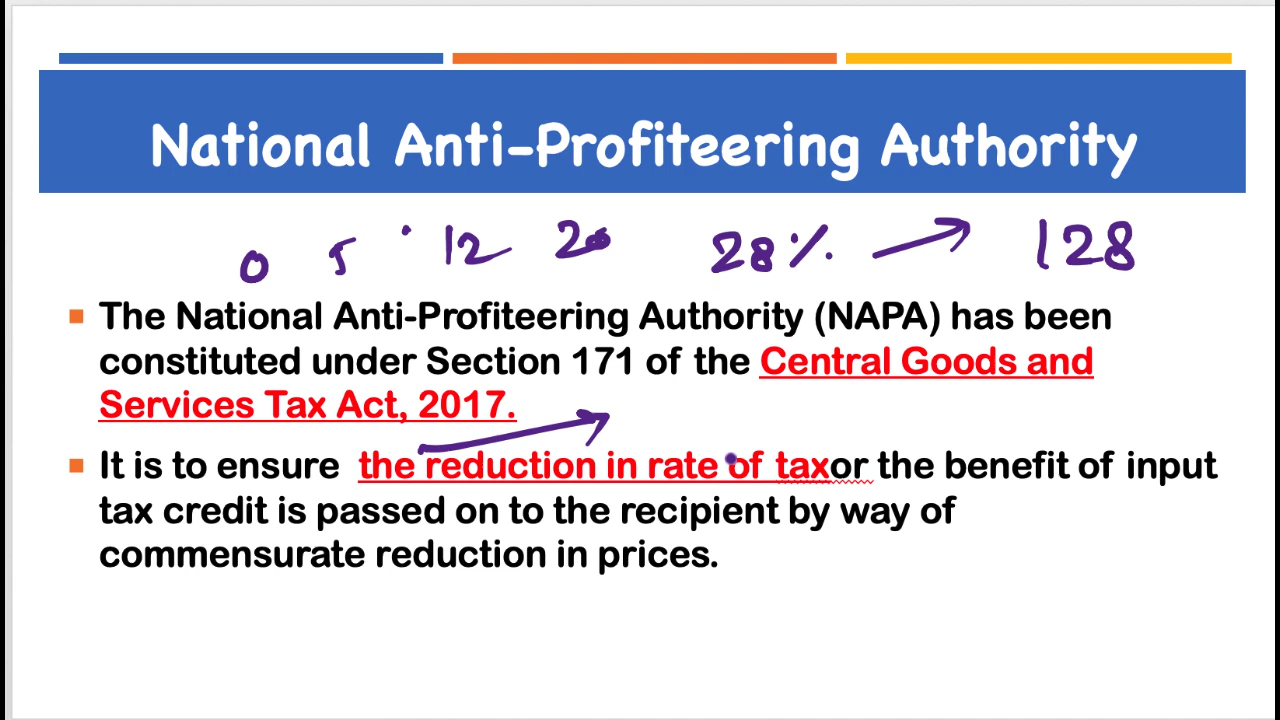 National Anti-Profiteering Authority
0 5 12 20 28% → 128
The National Anti-Profiteering Authority (NAPA) has been
constituted under Section 171 of the Central Goods and
Services Tax Act, 2017.
It is to ensure the reduction in rate of taxor the benefit of input
tax credit is passed on to the recipient by way of
commensurate reduction in prices.